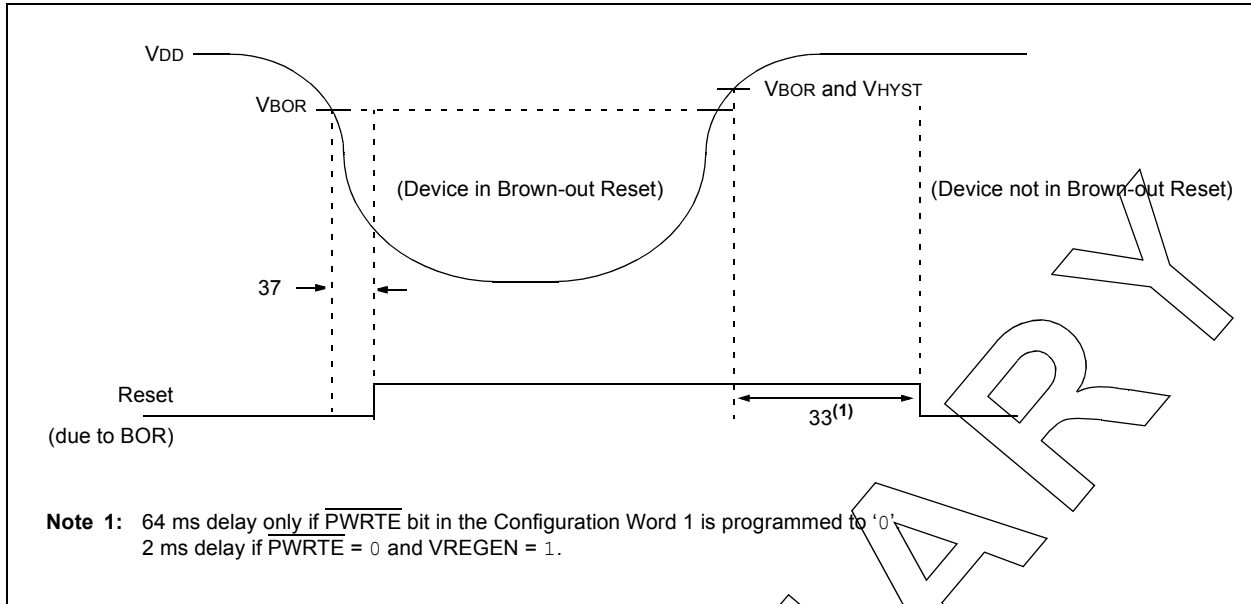 VDD
VBOR
VBOR and VHYST
(Device in Brown-out Reset)
(Device not in Brown-out Reset)
37
Reset
33(1)
(due to BOR)
Note 1: 64 ms delay only if PWRTE bit in the Configuration Word 1 is programmed to ‘0’.
2 ms delay if PWRTE = 0 and VREGEN = 1.
A R Y